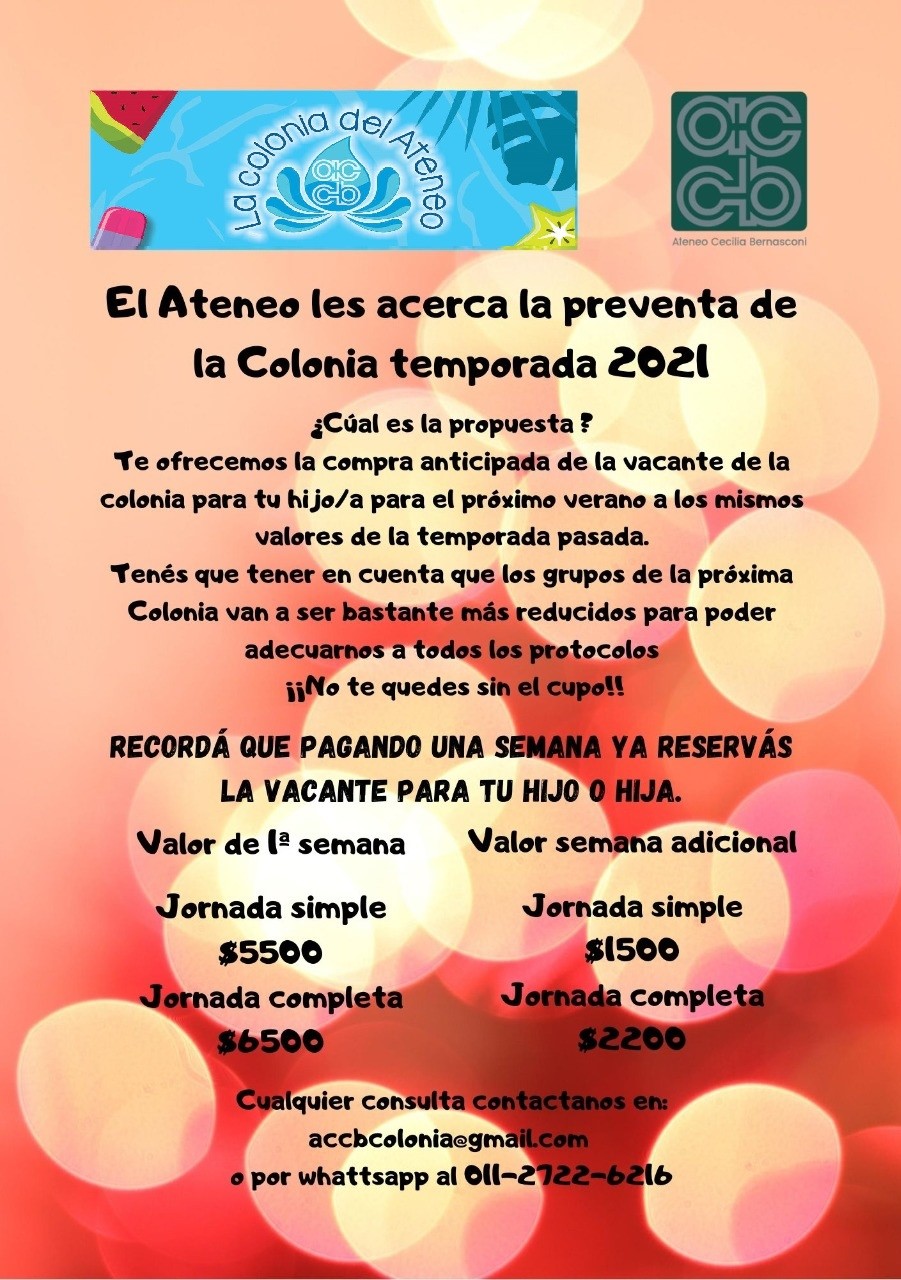 La colonia del Ateneo
accb
accb
Ateneo Cecilia Bernasconi
El Ateneo les acerca la preventa de
la Colonia temporada 2021
¿Cúal es la propuesta?
Te ofrecemos la compra anticipada de la vacante de la
colonia para tu hijo/a para el próximo verano a los mismos
valores de la temporada pasada.
Tenés que tener en cuenta que los grupos de la próxima
Colonia van a ser bastante más reducidos para poder
adecuarnos a todos los protocolos
¡¡No te quedes sin el cupo!!
RECORDÁ QUE PAGANDO UNA SEMANA YA RESERVÁS
LA VACANTE PARA TU HIJO O HIJA.
Valor de 1ª semana
Jornada simple
$5500
Jornada completa
$6500
Valor semana adicional
Jornada simple
$1500
Jornada completa
$2200
Cualquier consulta contactanos en:
accbcolonia@gmail.com
o por whattsapp al 011-2722-6216